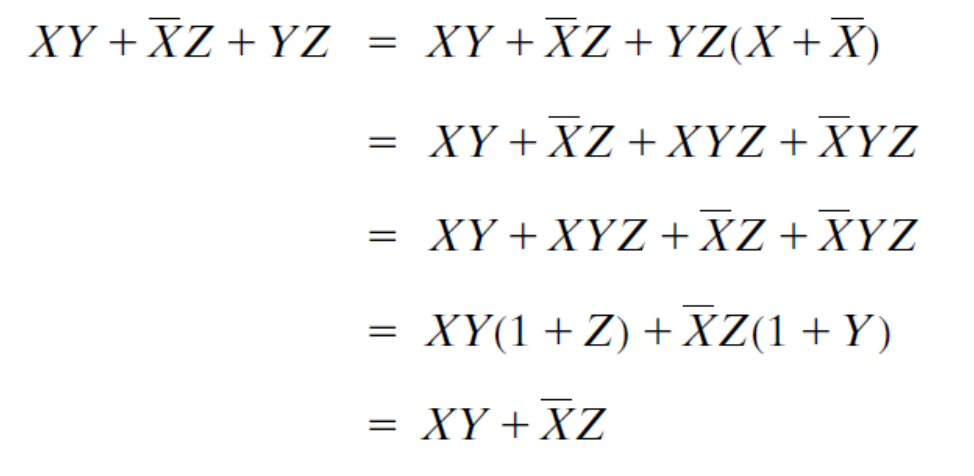 XY + X̅Z + YZ = XY + X̅Z + YZ(X + X̅)
= XY + X̅Z + XYZ + X̅YZ
= XY + XYZ + X̅Z + X̅YZ
= XY(1 + Z) + X̅Z(1 + Y)
= XY + X̅Z